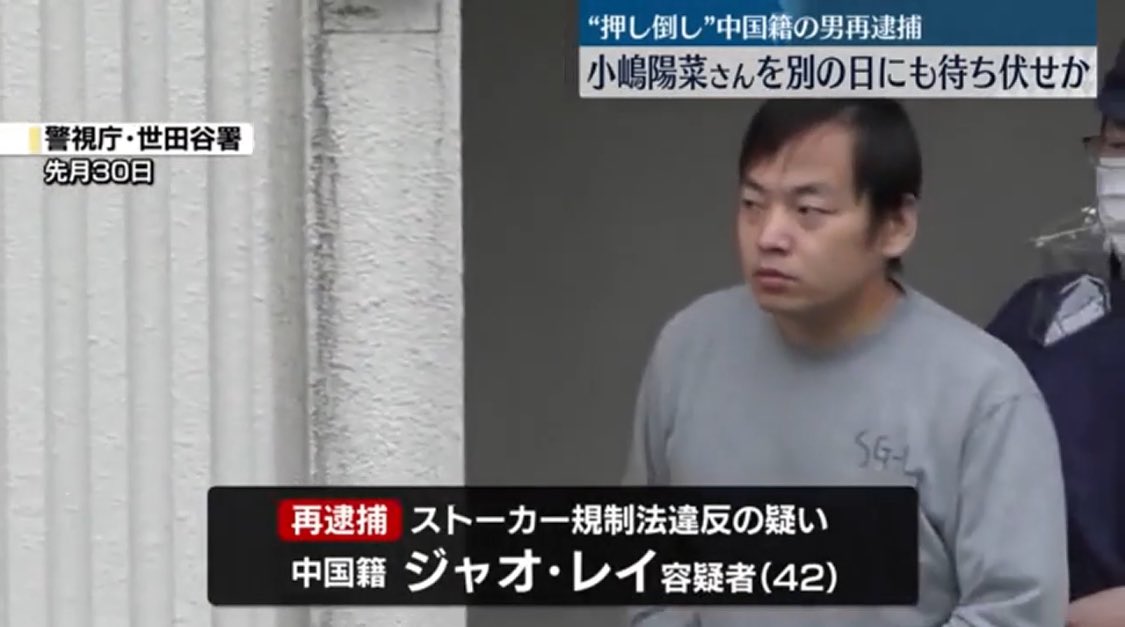 “押し倒し”中国籍の男再逮捕
小嶋陽菜さんを別の日にも待ち伏せか
警視庁・世田谷署
先月30日
SG-L
再逮捕 ストーカー規制法違反の疑い
中国籍 ジャオ・レイ容疑者(42)